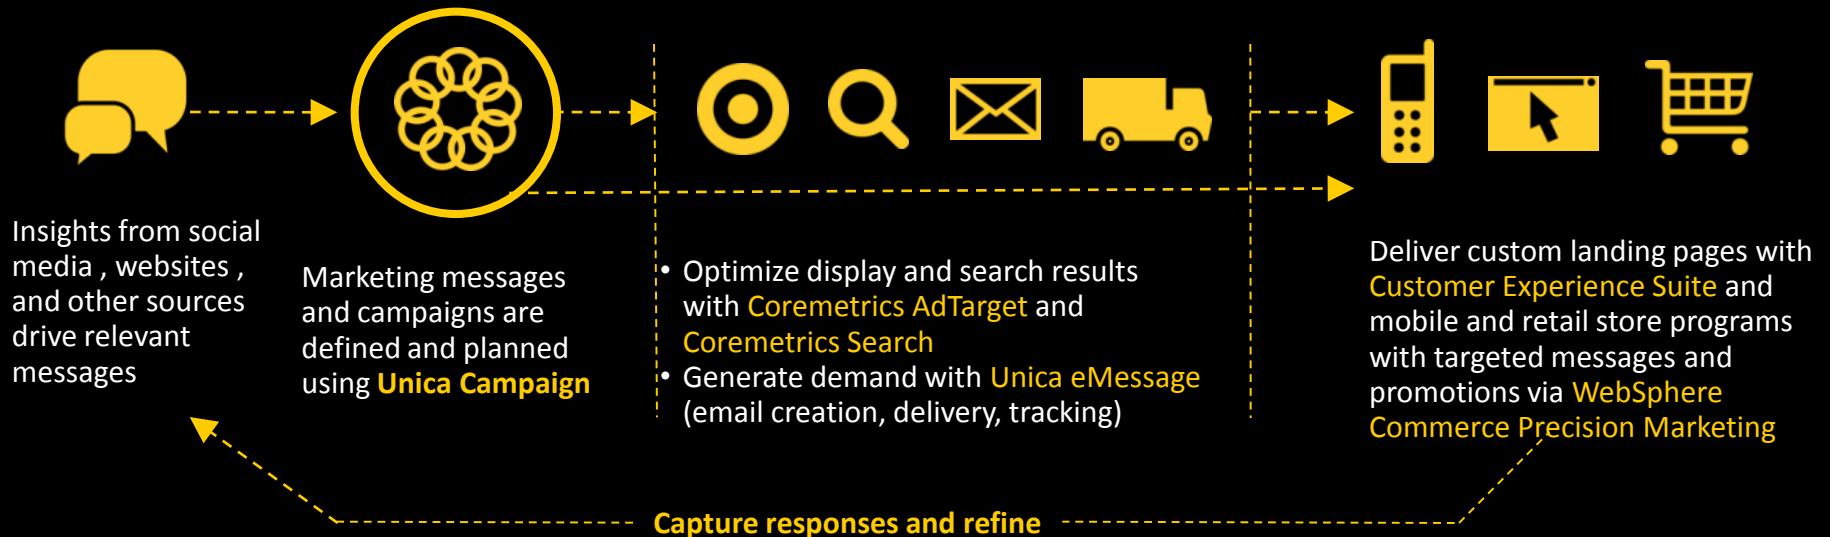 Insights from social
media , websites ,
and other sources
drive relevant
messages
Marketing messages
and campaigns are
defined and planned
using Unica Campaign
• Optimize display and search results
with Coremetrics AdTarget and
Coremetrics Search
• Generate demand with Unica eMessage
(email creation, delivery, tracking)
Deliver custom landing pages with
Customer Experience Suite and
mobile and retail store programs
with targeted messages and
promotions via WebSphere
Commerce Precision Marketing
Capture responses and refine